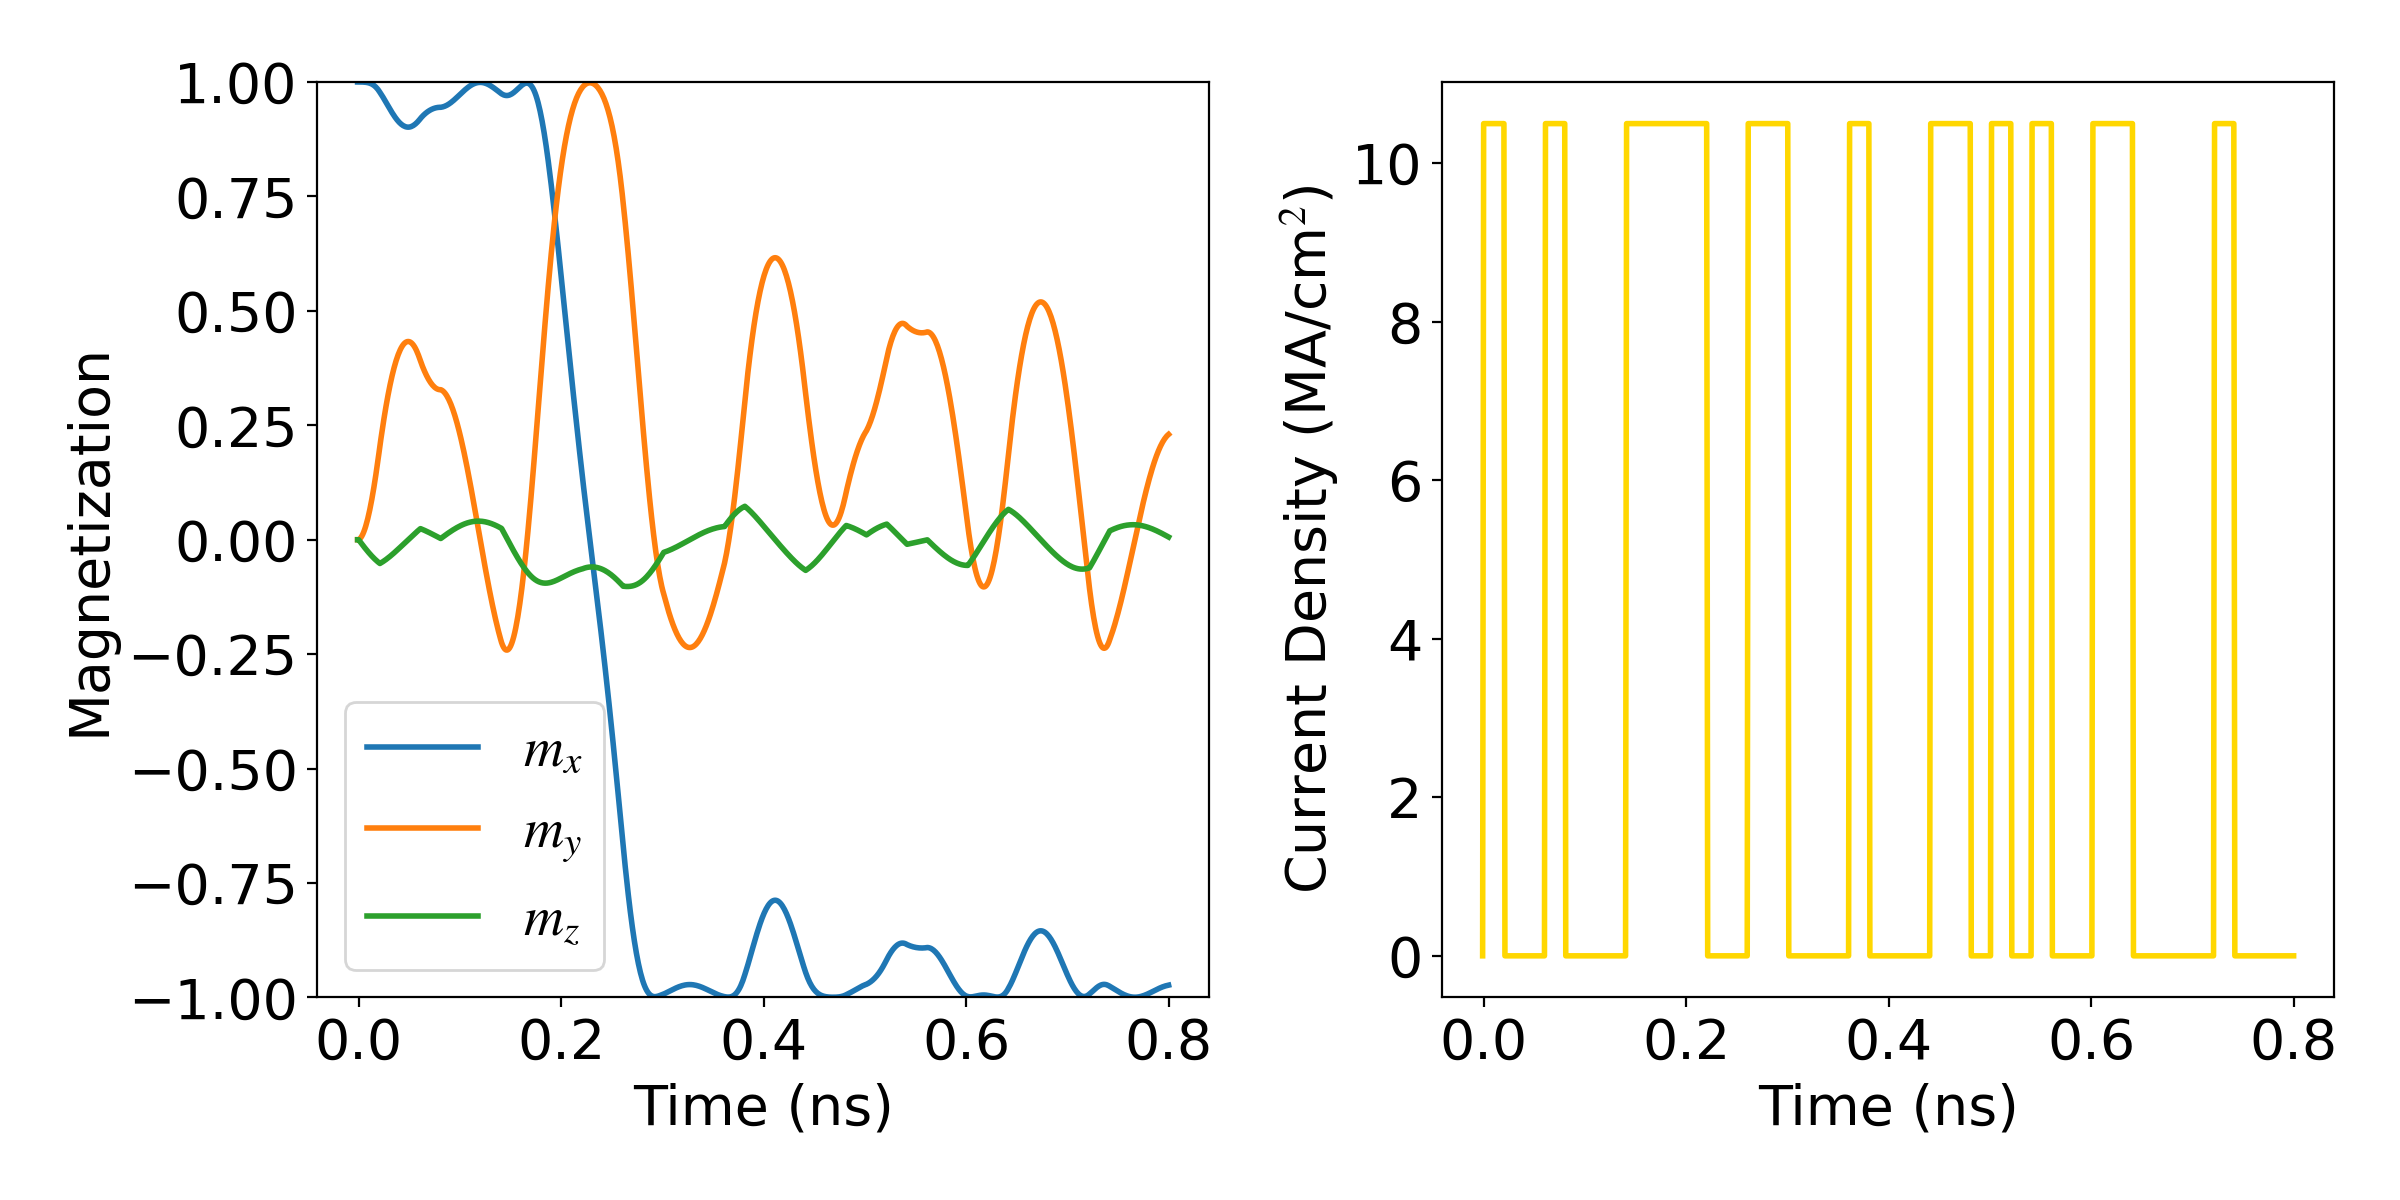 Magnetization
1.00
0.75
0.50
0.25
0.00
−0.25
−0.50
−0.75
−1.00
m_x
m_y
m_z
0.0 0.2 0.4 0.6 0.8
Time (ns)
Current Density (MA/cm²)
10
8
6
4
2
0
0.0 0.2 0.4 0.6 0.8
Time (ns)